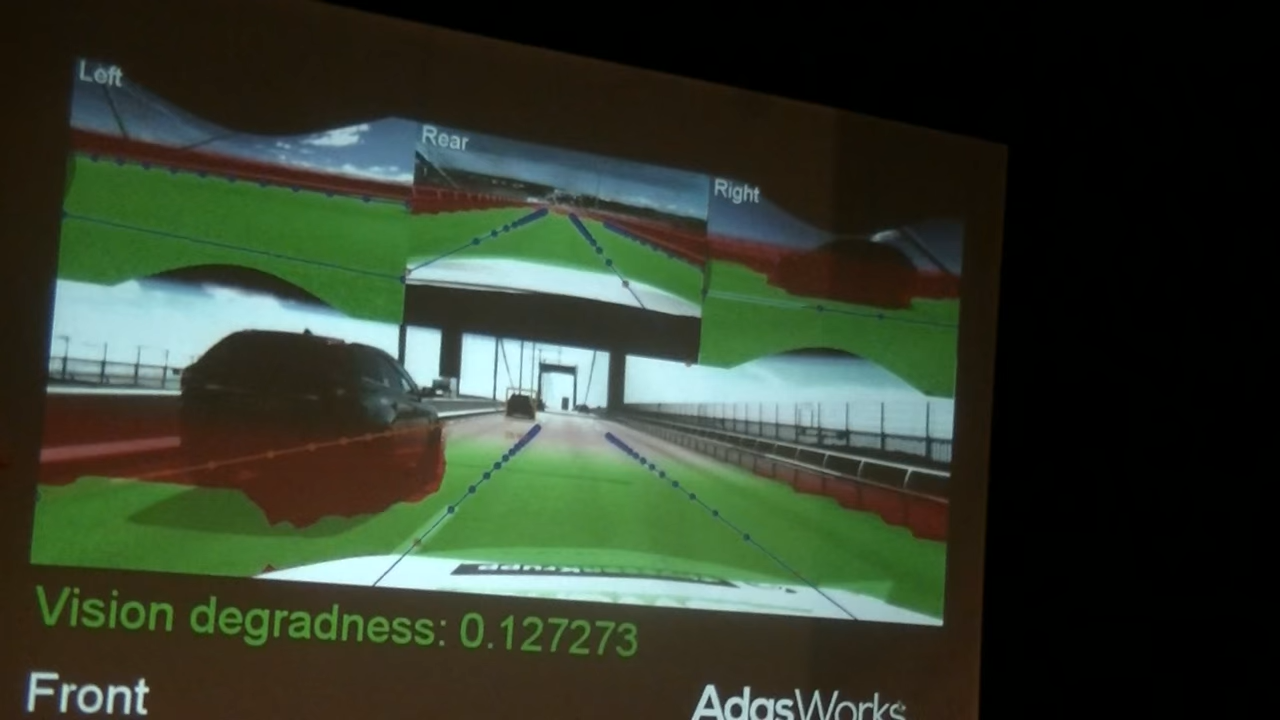 Left
Rear
Right
Vision degradness: 0.127273
Front
AdasWorks